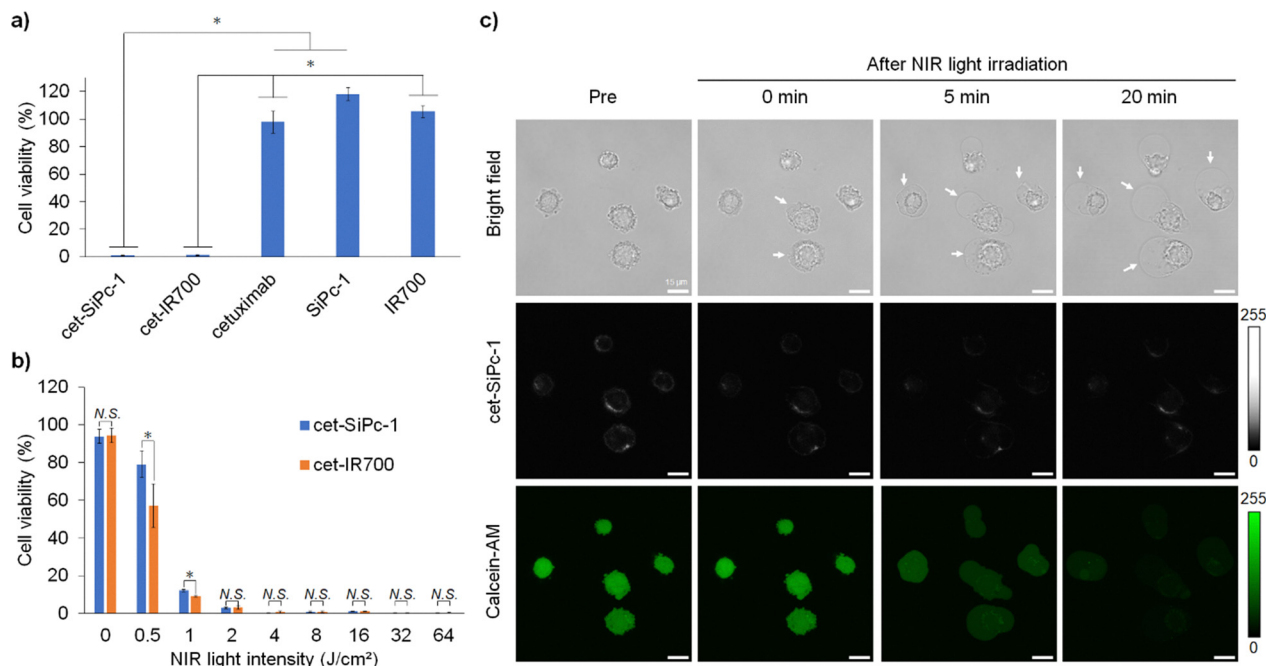 a)
*
*
Cell viability (%)
120
100
80
60
40
20
0
cet-SiPc-1
cet-IR700
cetuximab
SiPc-1
IR700
b)
Cell viability (%)
120
100
80
60
40
20
0
N.S.
*
*
N.S.
N.S.
N.S.
N.S.
N.S.
N.S.
cet-SiPc-1
cet-IR700
0 0.5 1 2 4 8 16 32 64
NIR light intensity (J/cm²)
c)
After NIR light irradiation
Pre 0 min 5 min 20 min
Bright field
15 μm
cet-SiPc-1
255
0
Calcein-AM
255
0